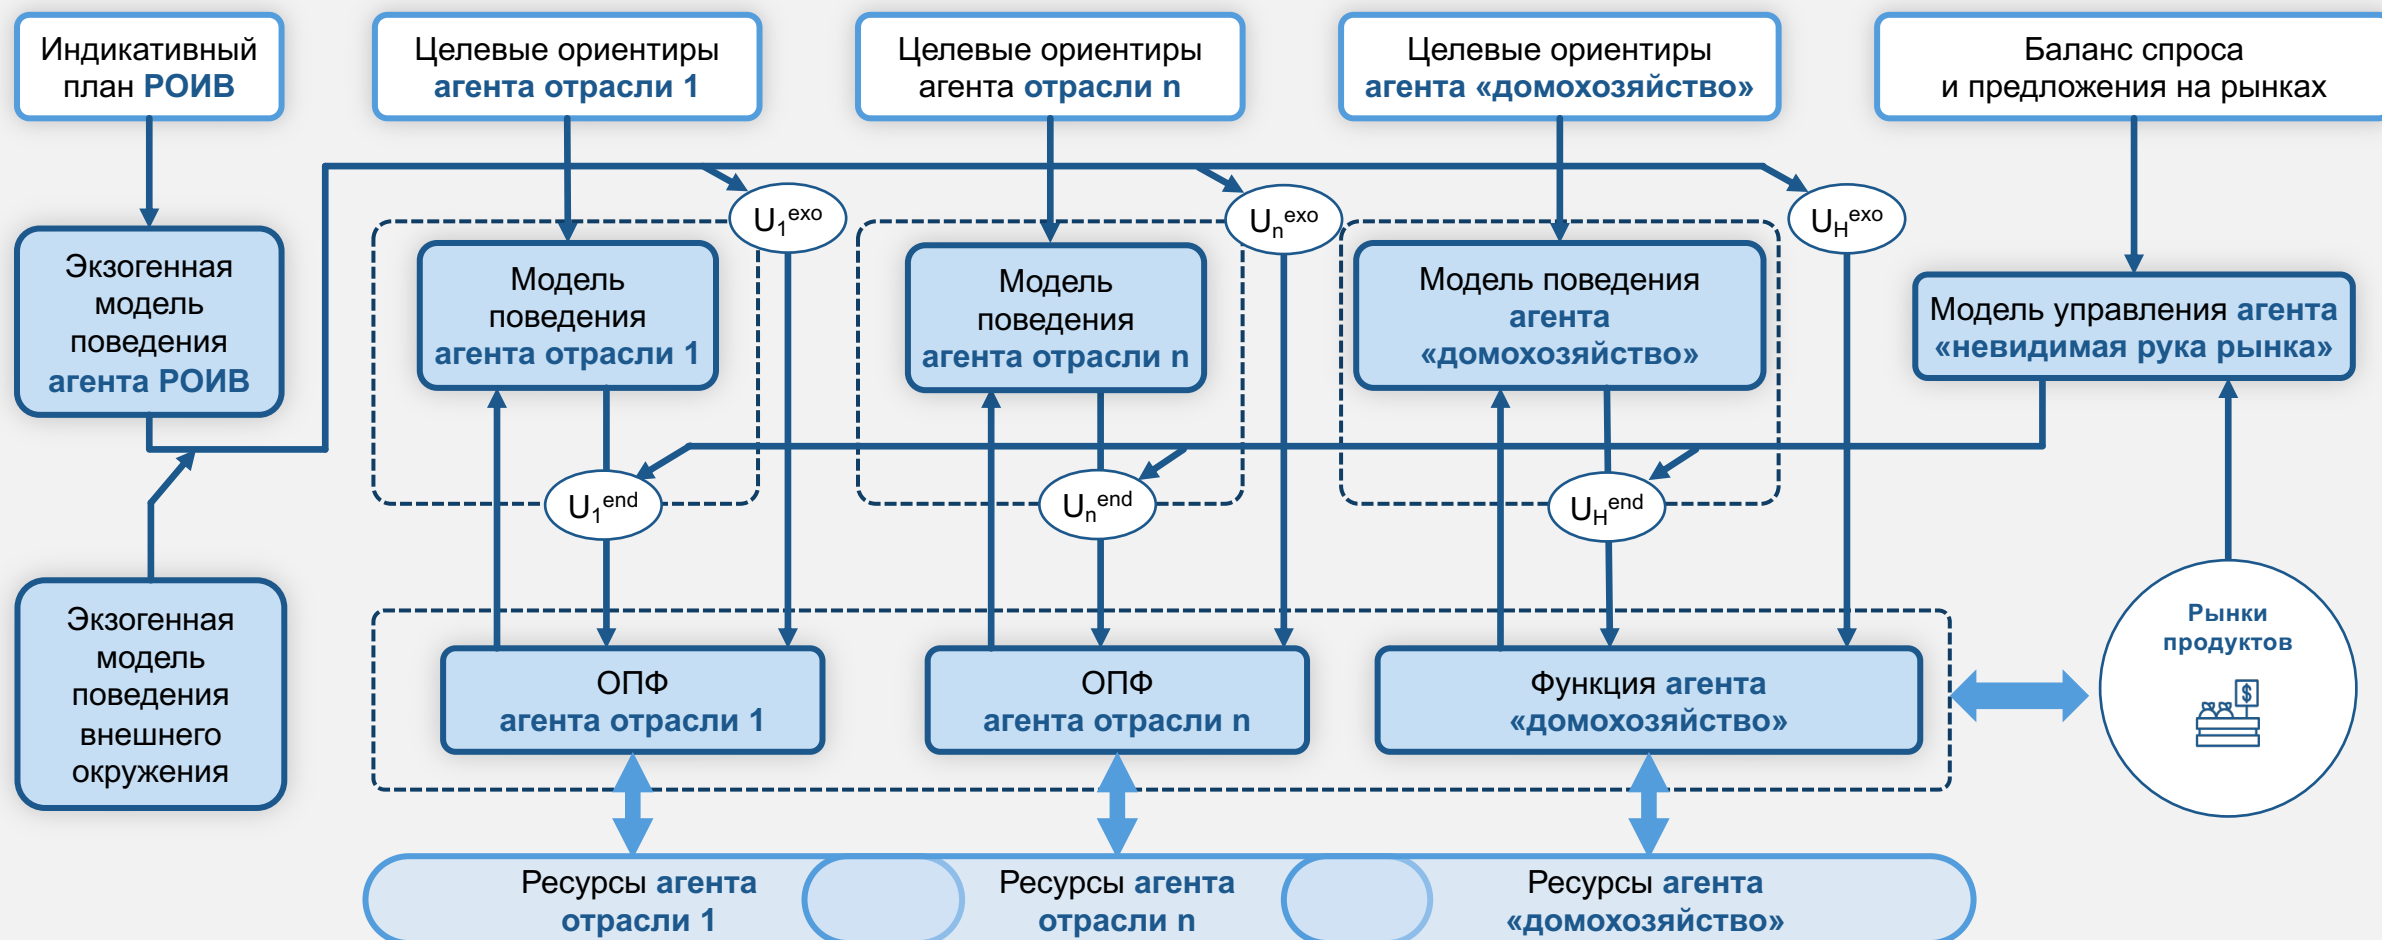 Индикативный
план РОИВ
Целевые ориентиры
агента отрасли 1
Целевые ориентиры
агента отрасли n
Целевые ориентиры
агента «домохозяйство»
Баланс спроса
и предложения на рынках
U₁ᵉˣᵒ
Uₙᵉˣᵒ
U_H^exo
Экзогенная
модель
поведения
агента РОИВ
Модель
поведения
агента отрасли 1
Модель
поведения
агента отрасли n
Модель поведения
агента
«домохозяйство»
Модель управления агента
«невидимая рука рынка»
U₁ᵉⁿᵈ
Uₙᵉⁿᵈ
U_H^end
Экзогенная
модель
поведения
внешнего
окружения
ОПФ
агента отрасли 1
ОПФ
агента отрасли n
Функция агента
«домохозяйство»
Рынки
продуктов
$
Ресурсы агента
отрасли 1
Ресурсы агента
отрасли n
Ресурсы агента
«домохозяйство»